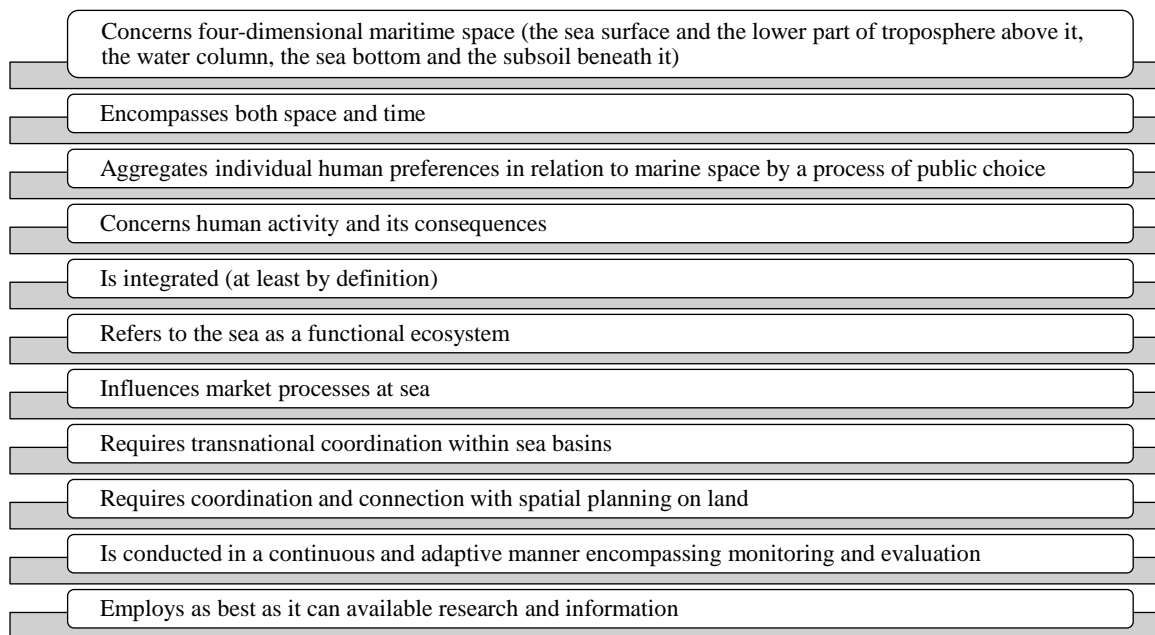 Concerns four-dimensional maritime space (the sea surface and the lower part of troposphere above it,
the water column, the sea bottom and the subsoil beneath it)
Encompasses both space and time
Aggregates individual human preferences in relation to marine space by a process of public choice
Concerns human activity and its consequences
Is integrated (at least by definition)
Refers to the sea as a functional ecosystem
Influences market processes at sea
Requires transnational coordination within sea basins
Requires coordination and connection with spatial planning on land
Is conducted in a continuous and adaptive manner encompassing monitoring and evaluation
Employs as best as it can available research and information